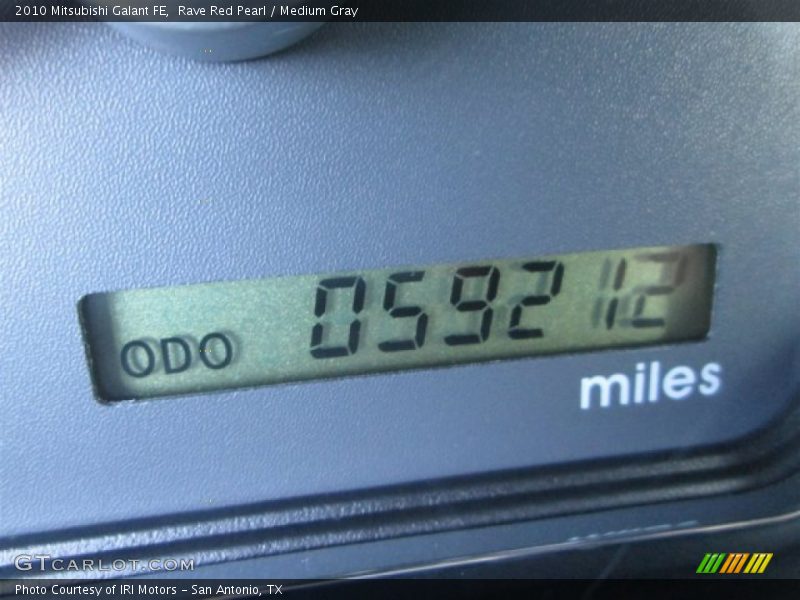 2010 Mitsubishi Galant FE,  Rave Red Pearl / Medium Gray
ODO 059212
miles
GTCARLOT.COM
Photo Courtesy of IRI Motors - San Antonio, TX